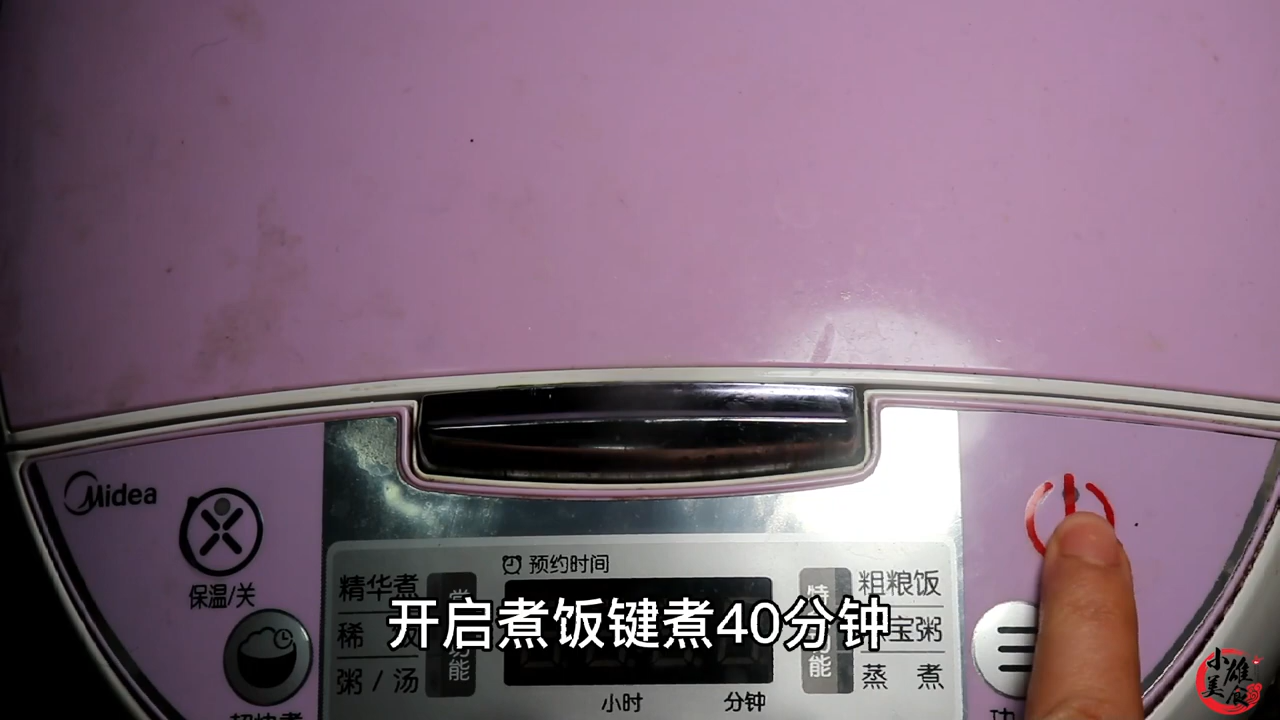 Midea
保温/关
预约时间
精华煮
稀
粥/汤
功能
粗粮饭
宝粥
蒸煮
小时
分钟
开启煮饭键煮40分钟
小雄美食